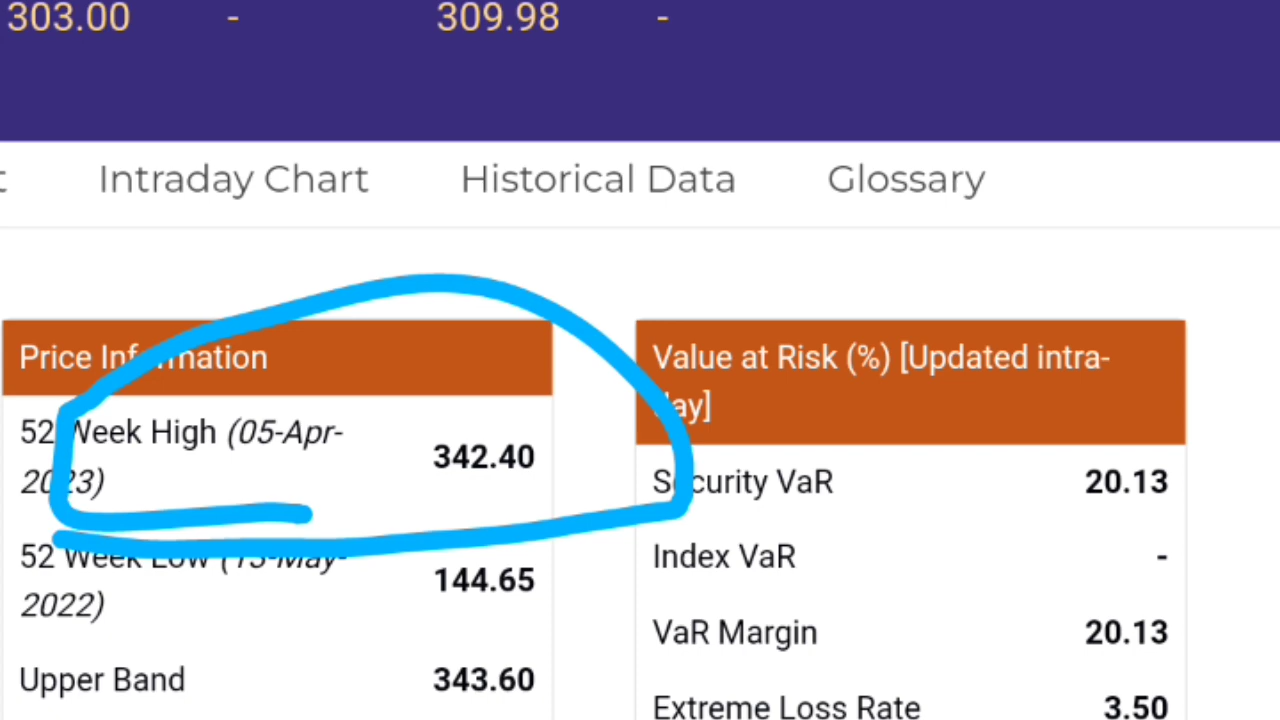 303.00 - 309.98 -
t Intraday Chart Historical Data Glossary
Price Information
52 Week High (05-Apr-
2023)
342.40
52 Week Low (13-May-
2022)
144.65
Upper Band 343.60
Value at Risk (%) [Updated intra-
day]
Security VaR 20.13
Index VaR -
VaR Margin 20.13
Extreme Loss Rate 3.50